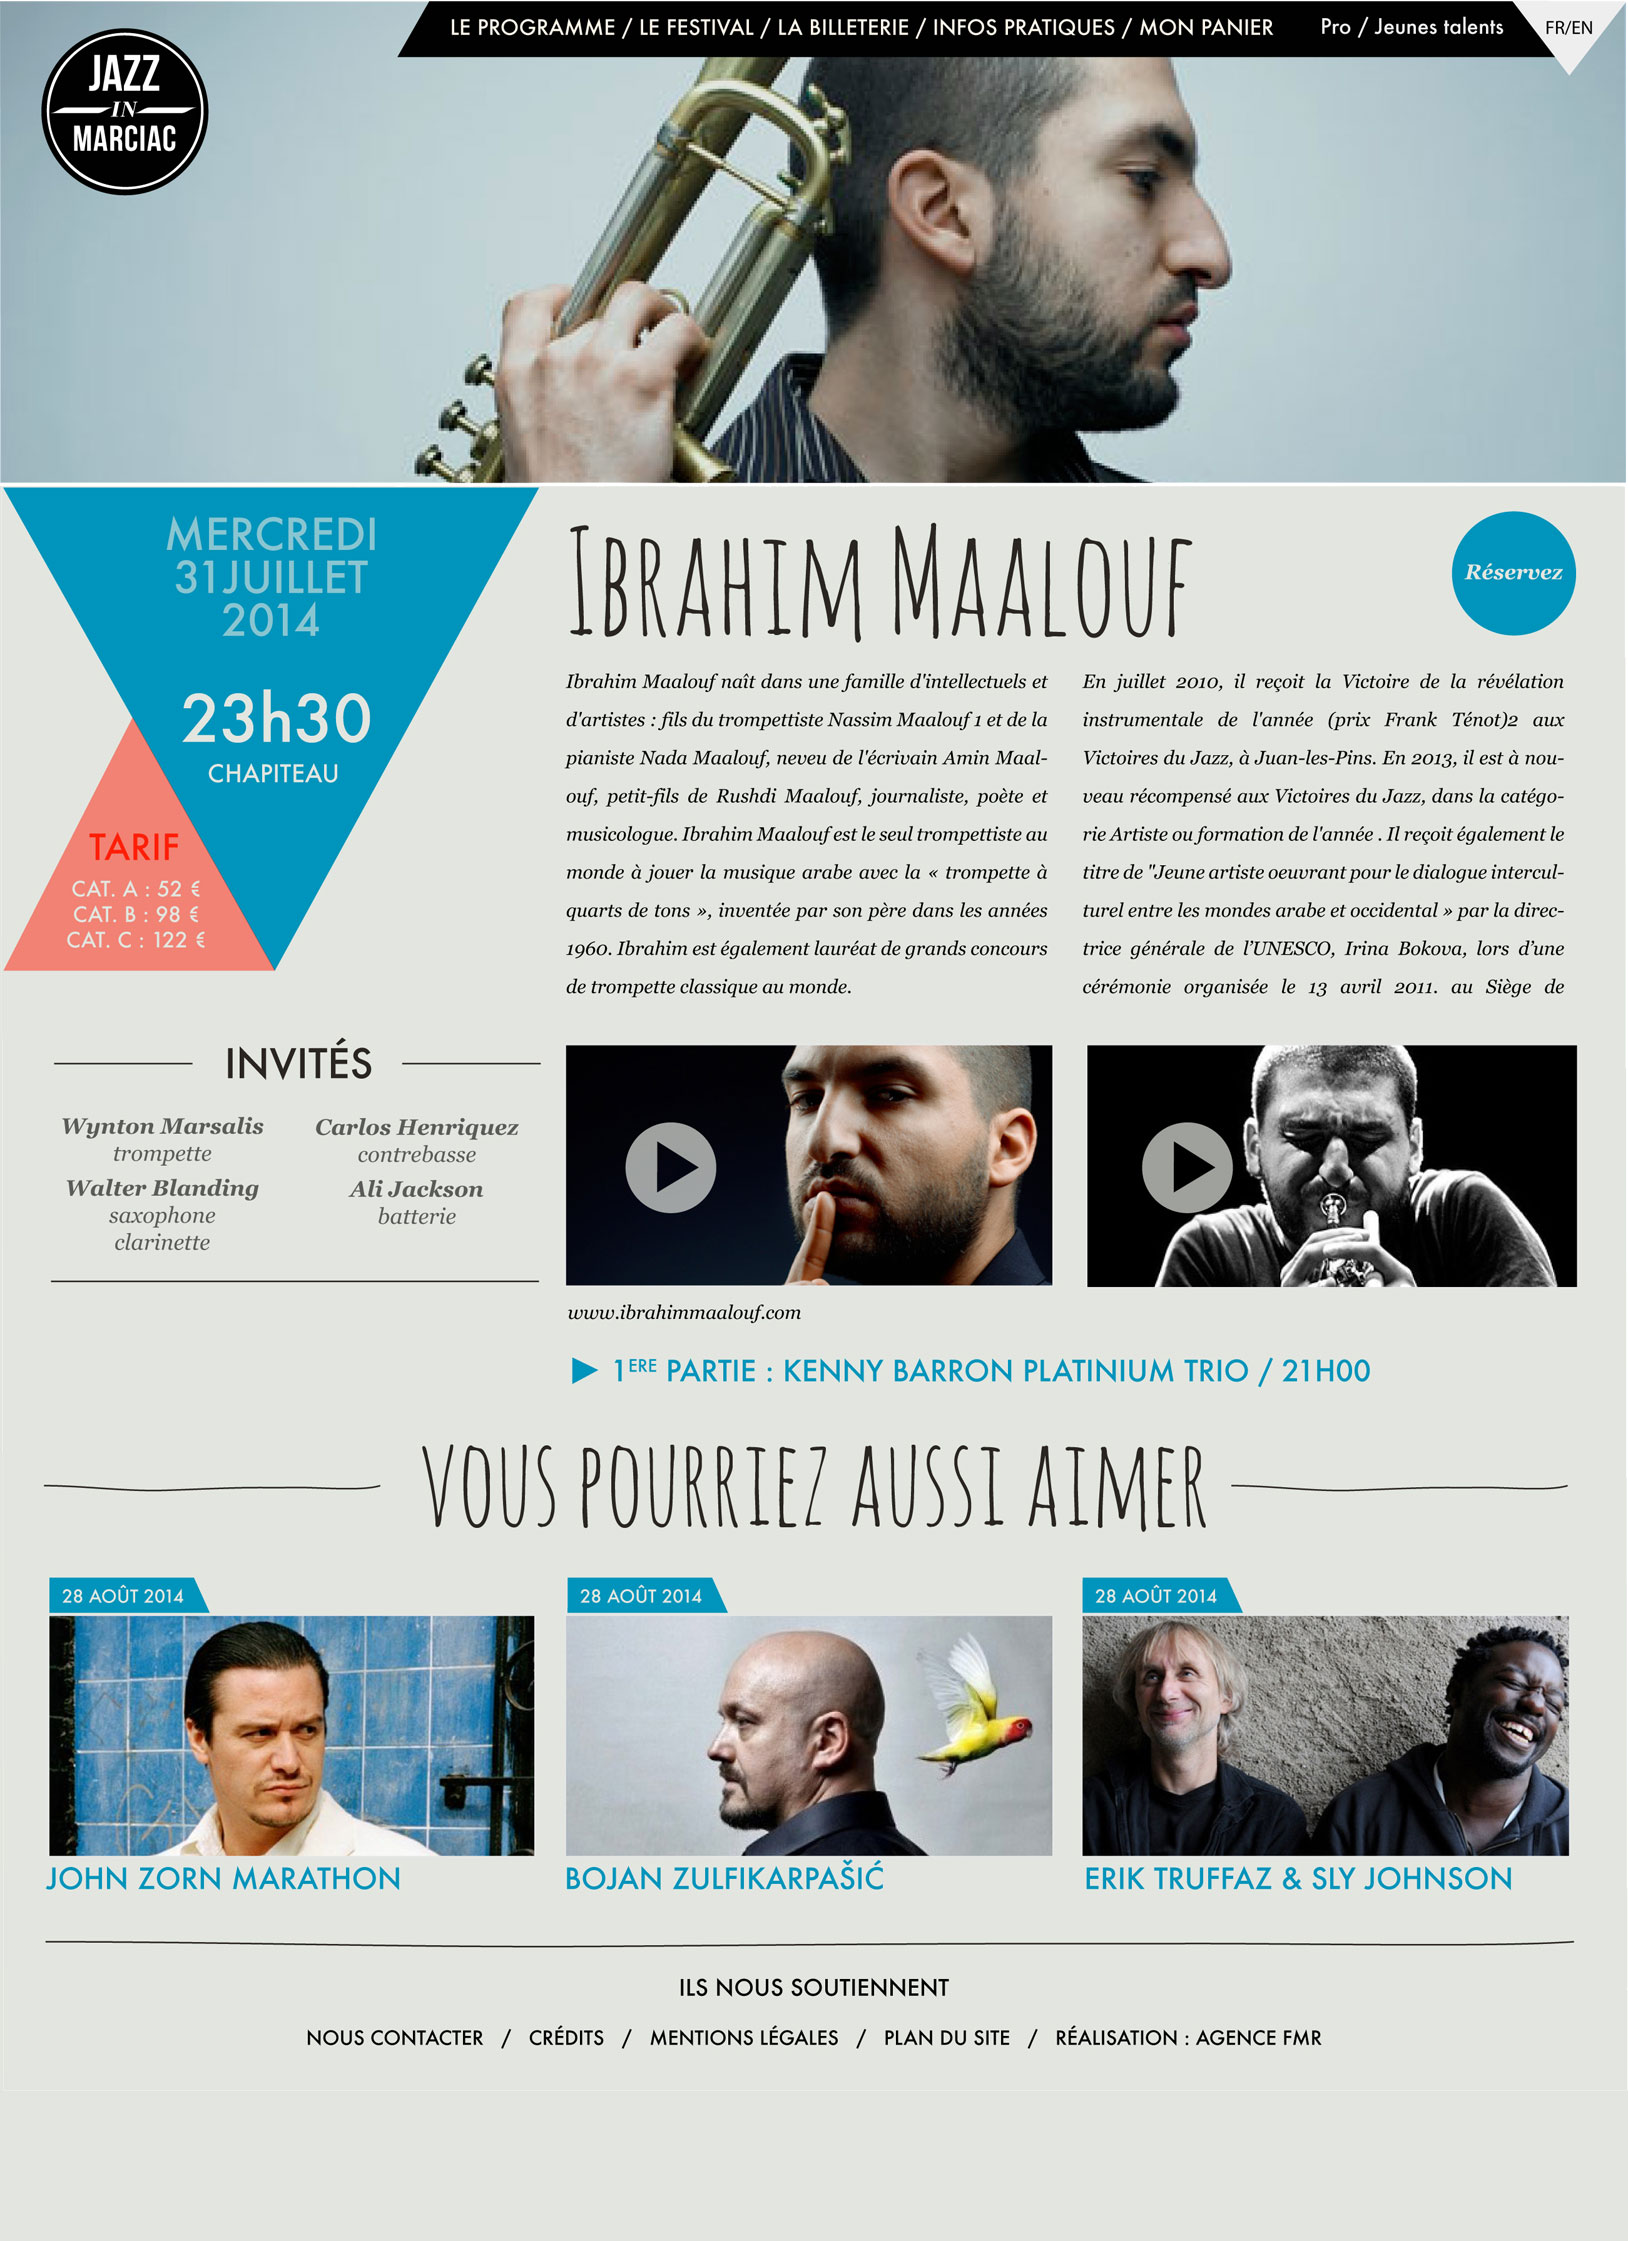 LE PROGRAMME / LE FESTIVAL / LA BILLETERIE / INFOS PRATIQUES / MON PANIER
Pro / Jeunes talents
FR/EN
JAZZ
IN
MARCIAC
MERCREDI
31JUILLET
2014
23h30
CHAPITEAU
TARIF
CAT. A : 52 €
CAT. B : 98 €
CAT. C : 122 €
IBRAHIM MAALOUF
Réservez
Ibrahim Maalouf naît dans une famille d'intellectuels et
d'artistes : fils du trompettiste Nassim Maalouf 1 et de la
pianiste Nada Maalouf, neveu de l'écrivain Amin Maal-
ouf, petit-fils de Rushdi Maalouf, journaliste, poète et
musicologue. Ibrahim Maalouf est le seul trompettiste au
monde à jouer la musique arabe avec la « trompette à
quarts de tons », inventée par son père dans les années
1960. Ibrahim est également lauréat de grands concours
de trompette classique au monde.
En juillet 2010, il reçoit la Victoire de la révélation
instrumentale de l'année (prix Frank Ténot)2 aux
Victoires du Jazz, à Juan-les-Pins. En 2013, il est à nou-
veau récompensé aux Victoires du Jazz, dans la catégo-
rie Artiste ou formation de l'année . Il reçoit également le
titre de "Jeune artiste oeuvrant pour le dialogue intercul-
turel entre les mondes arabe et occidental » par la direc-
trice générale de l’UNESCO, Irina Bokova, lors d’une
cérémonie organisée le 13 avril 2011. au Siège de
INVITÉS
Wynton Marsalis
trompette
Walter Blanding
saxophone
clarinette
Carlos Henriquez
contrebasse
Ali Jackson
batterie
www.ibrahimmaalouf.com
1ERE PARTIE : KENNY BARRON PLATINIUM TRIO / 21H00
VOUS POURRIEZ AUSSI AIMER
28 AOÛT 2014
JOHN ZORN MARATHON
28 AOÛT 2014
BOJAN ZULFIKARPAŠIĆ
28 AOÛT 2014
ERIK TRUFFAZ & SLY JOHNSON
ILS NOUS SOUTIENNENT
NOUS CONTACTER / CRÉDITS / MENTIONS LÉGALES / PLAN DU SITE / RÉALISATION : AGENCE FMR